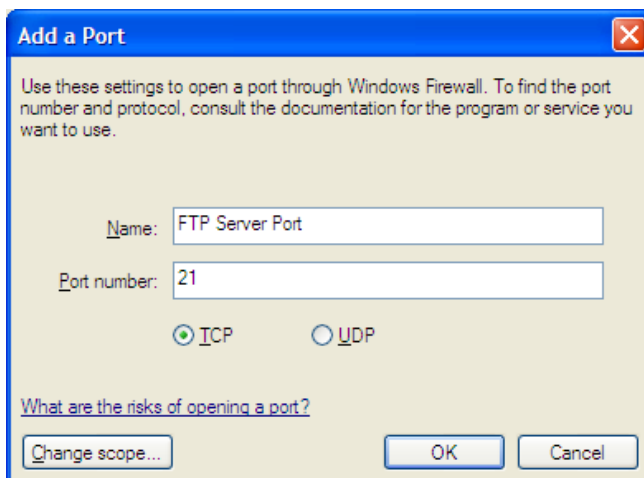 Add a Port
Use these settings to open a port through Windows Firewall. To find the port
number and protocol, consult the documentation for the program or service you
want to use.
Name: FTP Server Port
Port number: 21
TCP UDP
What are the risks of opening a port?
Change scope... OK Cancel